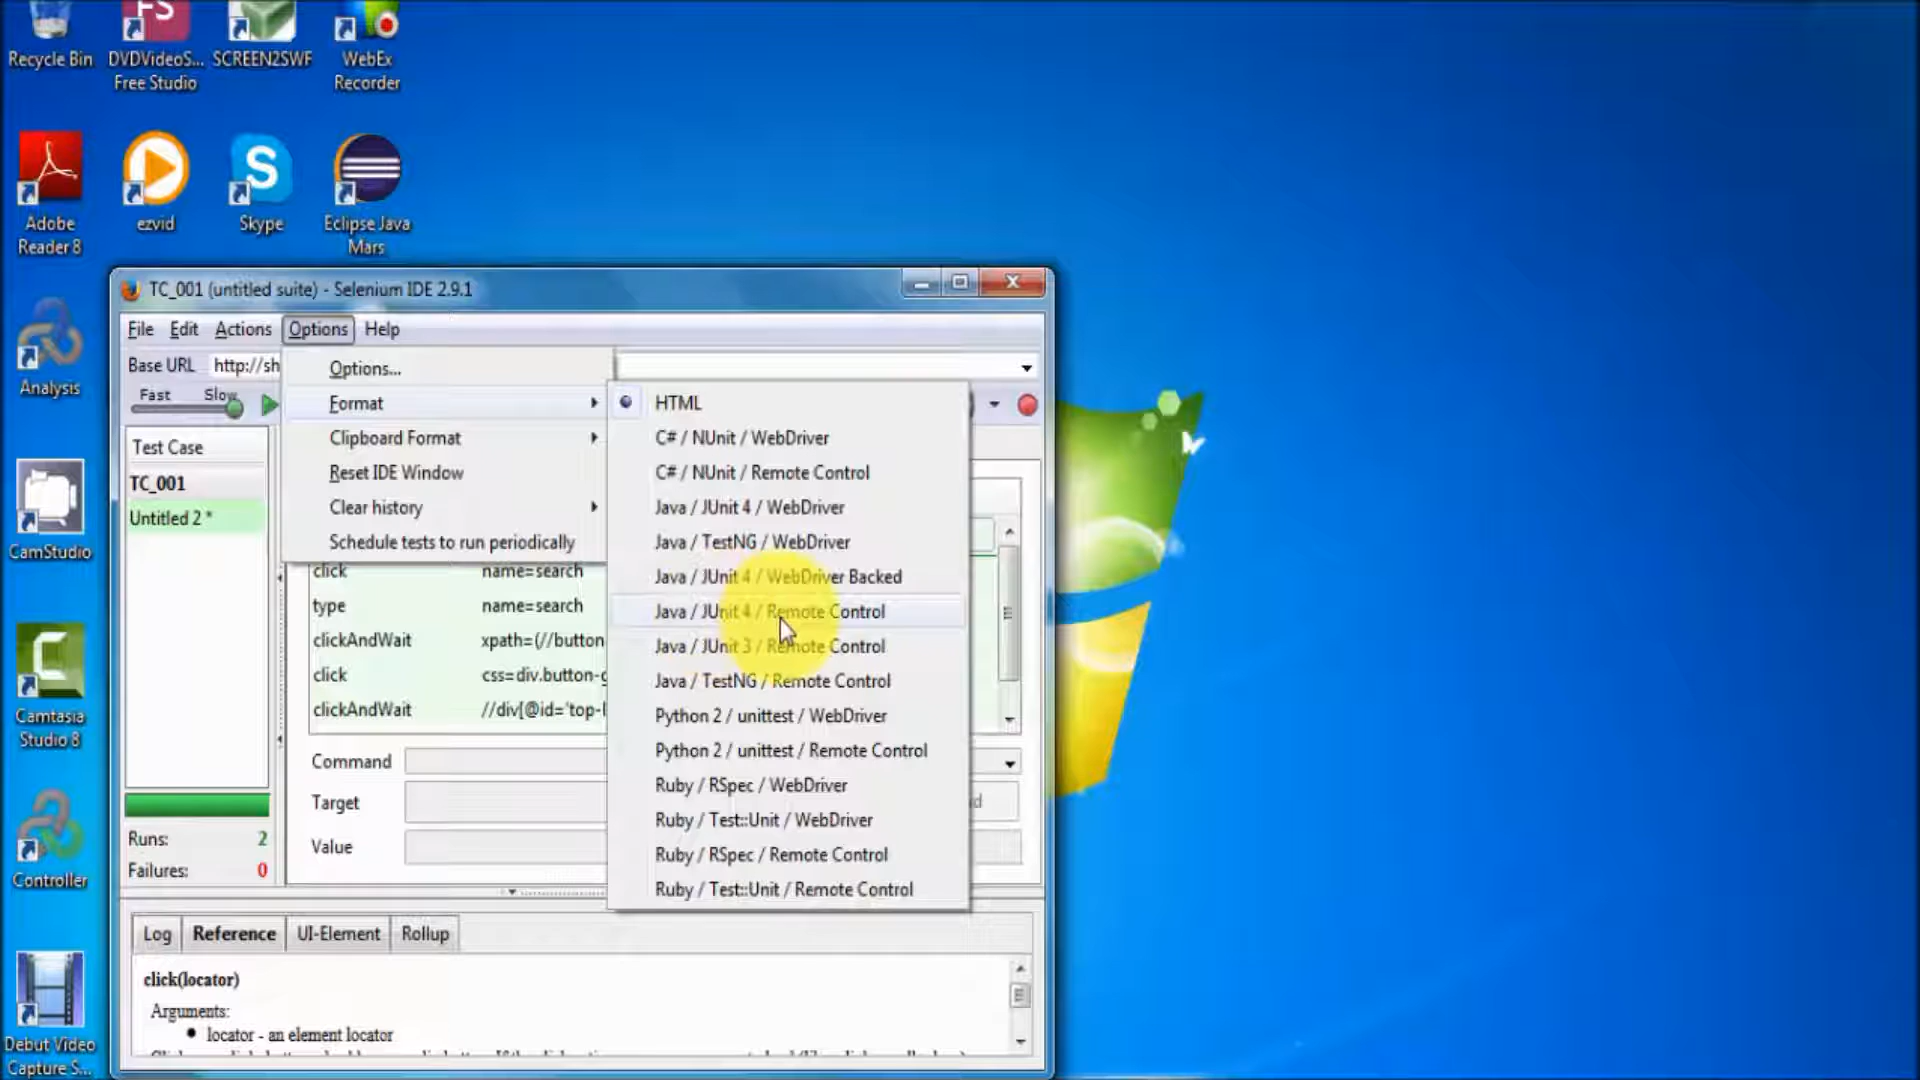 Recycle Bin
DVDVideoS...
Free Studio
SCREEN2SWF
WebEx
Recorder
Adobe
Reader 8
ezvid
Skype
Eclipse Java
Mars
Analysis
CamStudio
Camtasia
Studio 8
Controller
Debut Video
Capture S...
TC_001 (untitled suite) - Selenium IDE 2.9.1
File Edit Actions Options Help
Base URL http://sh
Fast Slow
Test Case
TC_001
Untitled 2 *
Runs: 2
Failures: 0
Options...
Format
Clipboard Format
Reset IDE Window
Clear history
Schedule tests to run periodically
HTML
C# / NUnit / WebDriver
C# / NUnit / Remote Control
Java / JUnit 4 / WebDriver
Java / TestNG / WebDriver
Java / JUnit 4 / WebDriver Backed
Java / JUnit 4 / Remote Control
Java / JUnit 3 / Remote Control
Java / TestNG / Remote Control
Python 2 / unittest / WebDriver
Python 2 / unittest / Remote Control
Ruby / RSpec / WebDriver
Ruby / Test::Unit / WebDriver
Ruby / RSpec / Remote Control
Ruby / Test::Unit / Remote Control
click name=search
type name=search
clickAndWait xpath=(//button
click css=div.button-g
clickAndWait //div[@id='top-l
Command
Target
Value
Log Reference UI-Element Rollup
click(locator)
Arguments:
locator - an element locator